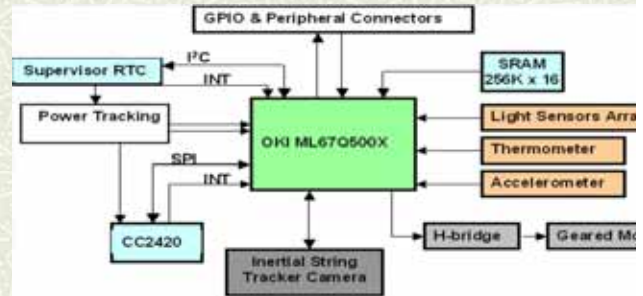 GPIO & Peripheral Connectors
I²C
Supervisor RTC
INT
SRAM
256K x 16
Power Tracking
OKI ML67Q500X
Light Sensors Arra
Thermometer
Accelerometer
SPI
INT
CC2420
H-bridge
Geared Mo
Inertial String
Tracker Camera